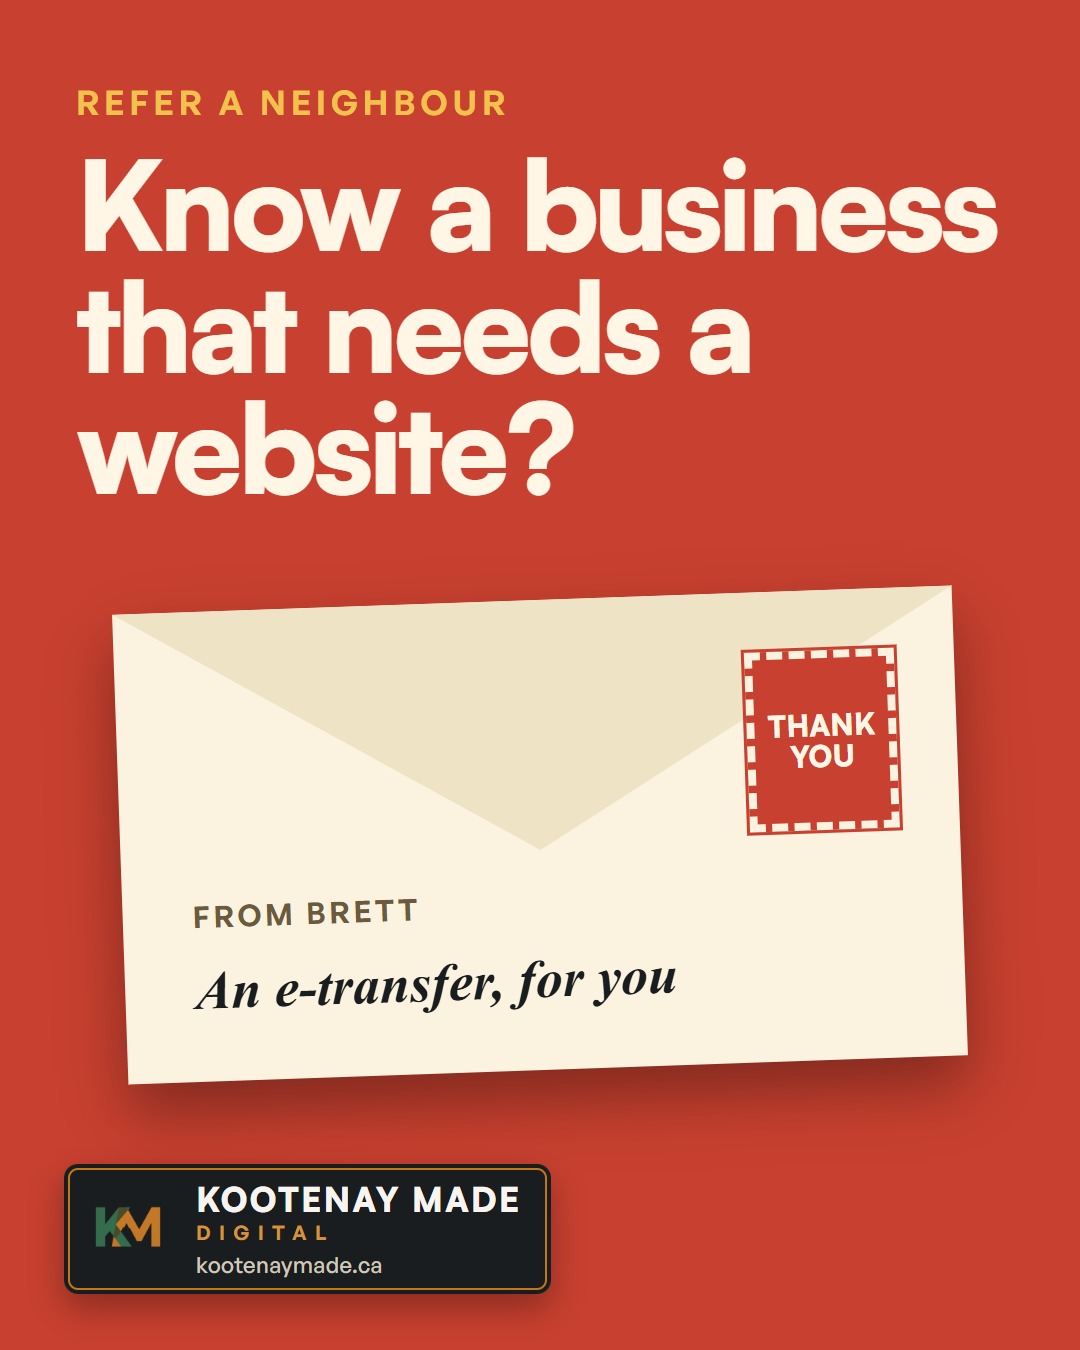 REFER A NEIGHBOUR
Know a business
that needs a
website?
THANK
YOU
FROM BRETT
An e-transfer, for you
KM
KOOTENAY MADE
DIGITAL
kootenaymade.ca